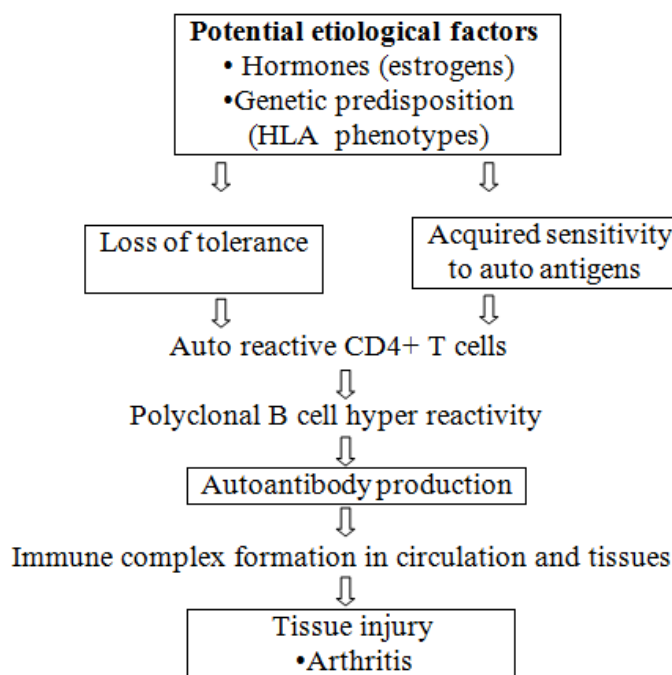 Potential etiological factors
• Hormones (estrogens)
•Genetic predisposition
(HLA phenotypes)
Loss of tolerance
Acquired sensitivity
to auto antigens
Auto reactive CD4+ T cells
Polyclonal B cell hyper reactivity
Autoantibody production
Immune complex formation in circulation and tissues
Tissue injury
•Arthritis